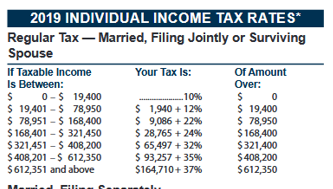 2019 INDIVIDUAL INCOME TAX RATES*
Regular Tax — Married, Filing Jointly or Surviving
Spouse
If Taxable Income Your Tax Is: Of Amount
Is Between: Over:
$ 0 – $ 19,400 ................10% $ 0
$ 19,401 – $ 78,950 $ 1,940 + 12% $ 19,400
$ 78,951 – $ 168,400 $ 9,086 + 22% $ 78,950
$ 168,401 – $ 321,450 $ 28,765 + 24% $ 168,400
$ 321,451 – $ 408,200 $ 65,497 + 32% $ 321,400
$ 408,201 – $ 612,350 $ 93,257 + 35% $ 408,200
$ 612,351 and above $164,710 + 37% $ 612,350
Married, Filing Separately